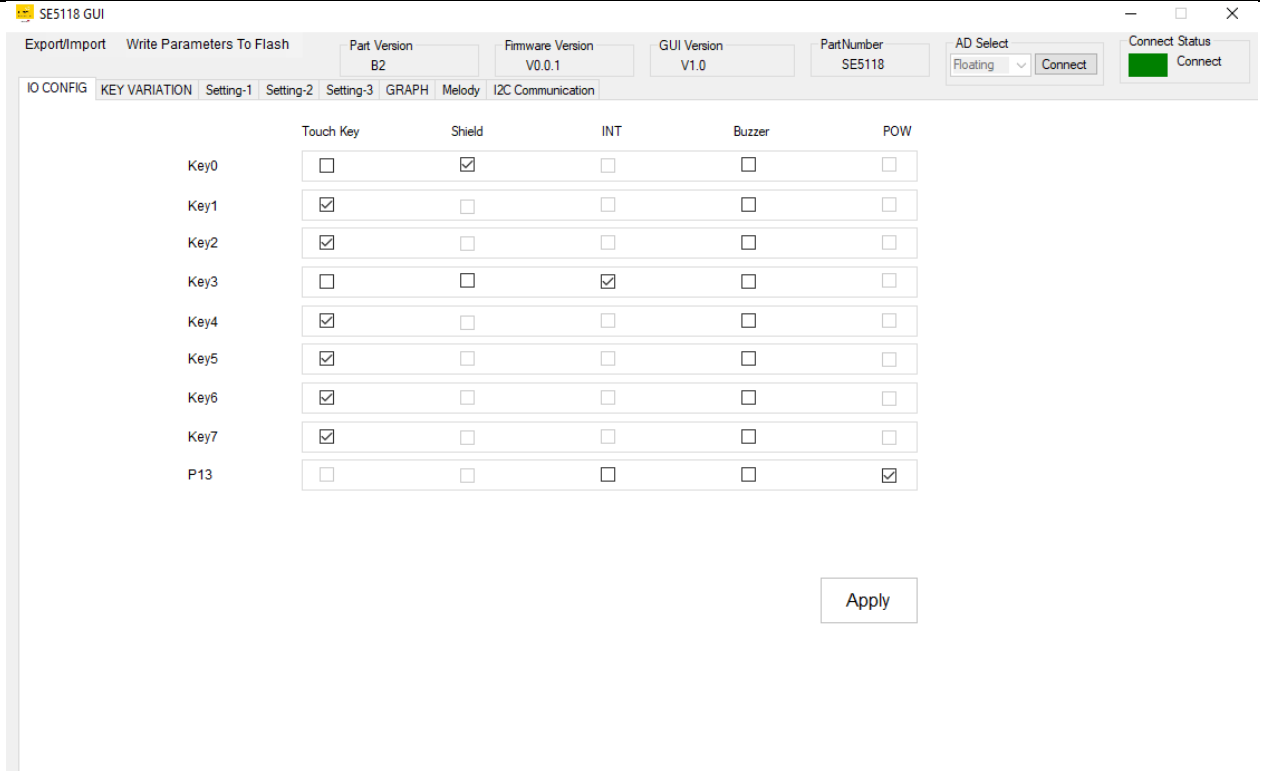 SE5118 GUI
Export/Import Write Parameters To Flash
Part Version
B2
Firmware Version
V0.0.1
GUI Version
V1.0
PartNumber
SE5118
AD Select
Floating Connect
Connect Status
Connect
IO CONFIG KEY VARIATION Setting-1 Setting-2 Setting-3 GRAPH Melody I2C Communication
Touch Key Shield INT Buzzer POW
Key0
Key1
Key2
Key3
Key4
Key5
Key6
Key7
P13
Apply